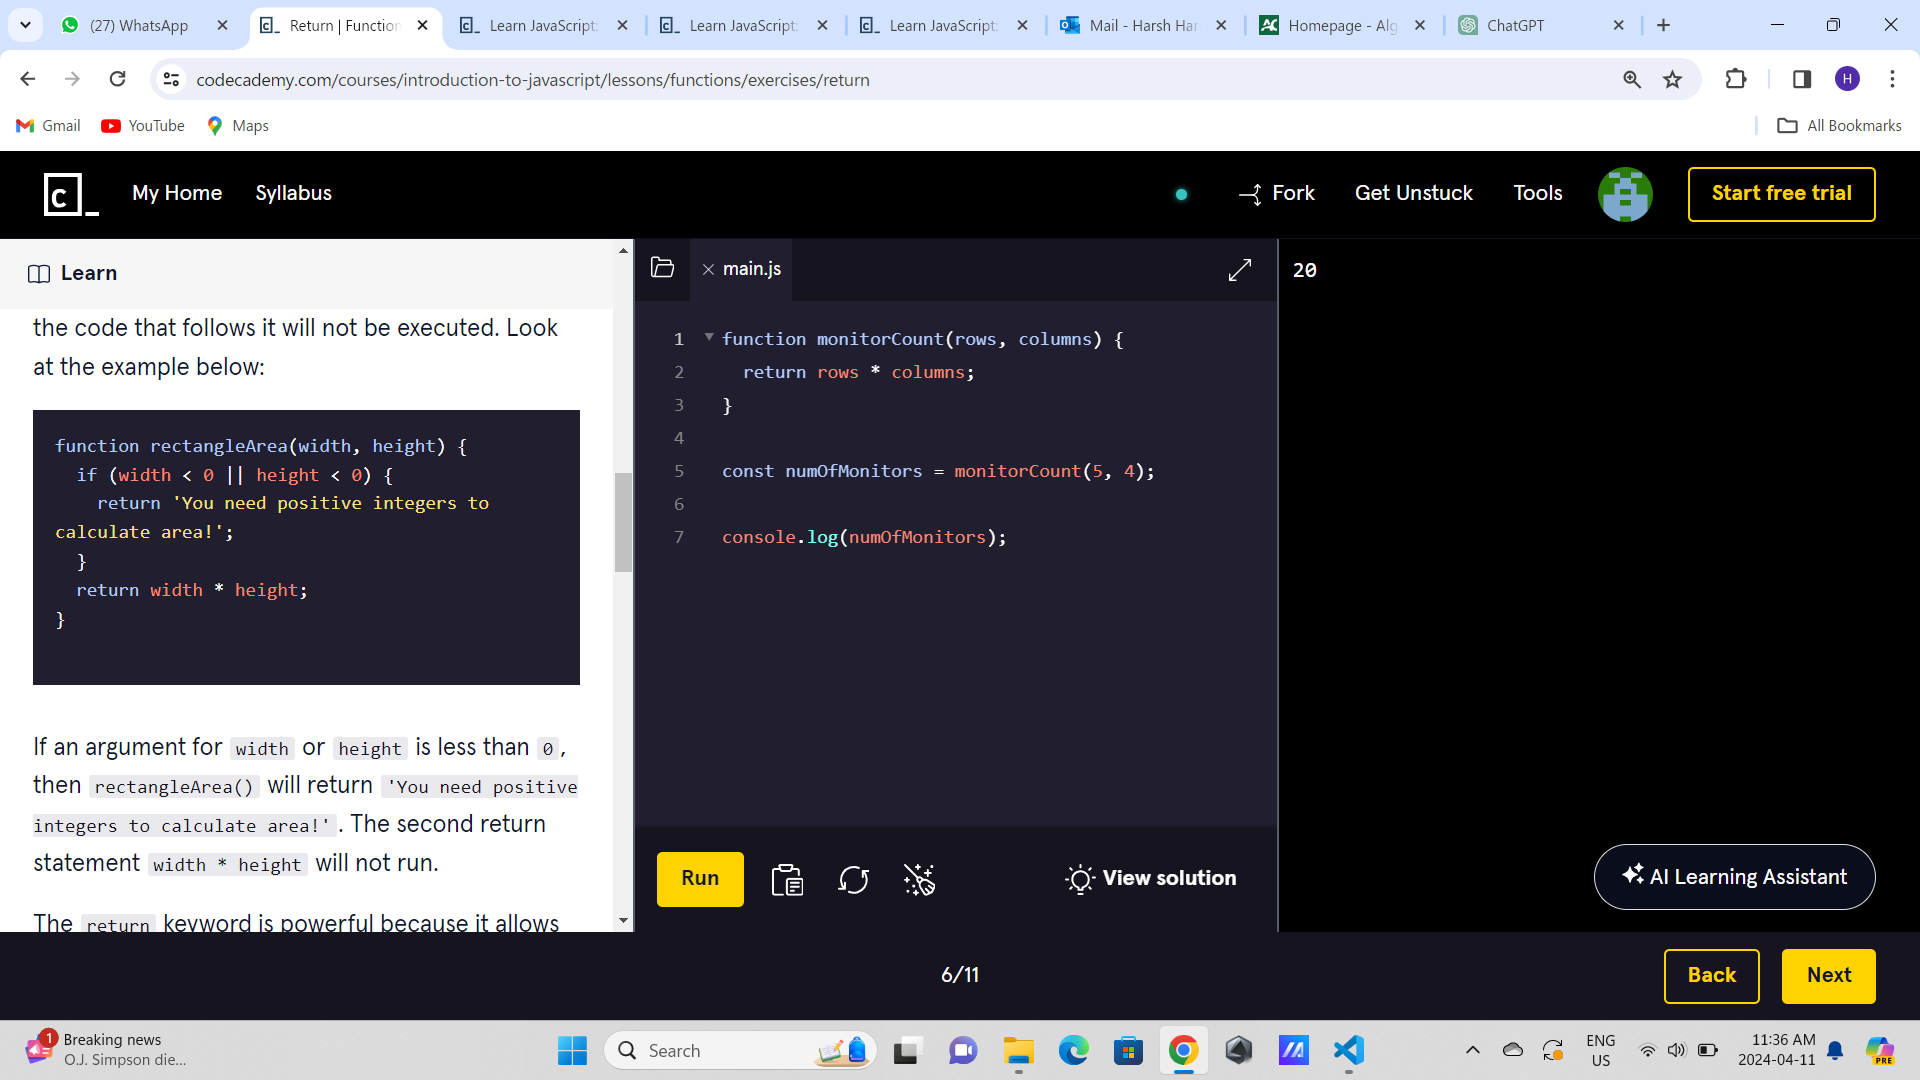 (27) WhatsApp
Return | Function
Learn JavaScript:
Learn JavaScript:
Learn JavaScript:
Mail - Harsh Har
Homepage - Alg
ChatGPT
codecademy.com/courses/introduction-to-javascript/lessons/functions/exercises/return
H
Gmail
YouTube
Maps
All Bookmarks
c_
My Home
Syllabus
Fork
Get Unstuck
Tools
Start free trial
Learn
the code that follows it will not be executed. Look
at the example below:
function rectangleArea(width, height) {
if (width < 0 || height < 0) {
return 'You need positive integers to
calculate area!';
}
return width * height;
}
If an argument for width or height is less than 0,
then rectangleArea() will return 'You need positive
integers to calculate area!'. The second return
statement width * height will not run.
The return keyword is powerful because it allows
main.js
1 function monitorCount(rows, columns) {
2 return rows * columns;
3 }
4
5 const numOfMonitors = monitorCount(5, 4);
6
7 console.log(numOfMonitors);
Run
View solution
20
AI Learning Assistant
6/11
Back
Next
1
Breaking news
O.J. Simpson die...
Search
ENG
US
11:36 AM
2024-04-11
PRE